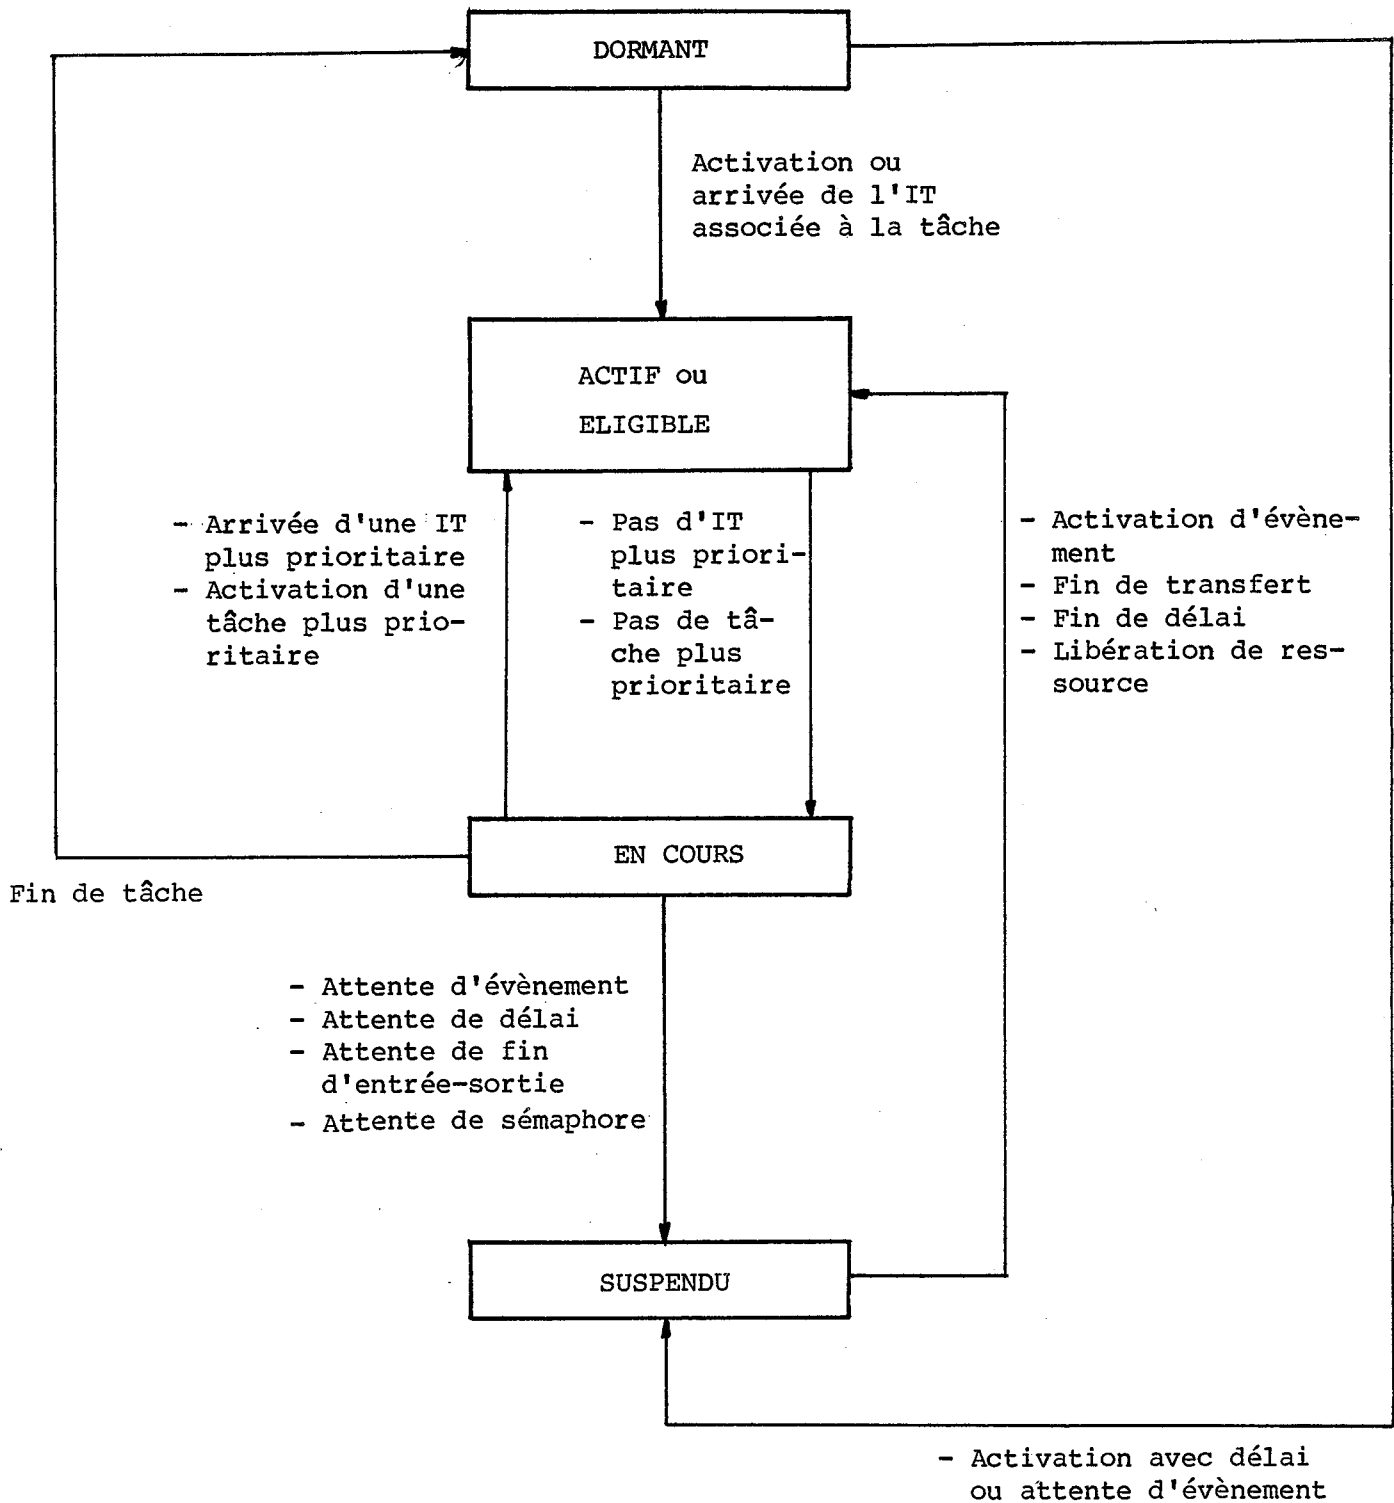 DORMANT
Activation ou
arrivée de l'IT
associée à la tâche
ACTIF ou
ELIGIBLE
- Arrivée d'une IT
plus prioritaire
- Activation d'une
tâche plus prio-
ritaire
- Pas d'IT
plus priori-
taire
- Pas de tâ-
che plus
prioritaire
- Activation d'évène-
ment
- Fin de transfert
- Fin de délai
- Libération de res-
source
EN COURS
Fin de tâche
- Attente d'évènement
- Attente de délai
- Attente de fin
d'entrée-sortie
- Attente de sémaphore
SUSPENDU
- Activation avec délai
ou attente d'évènement